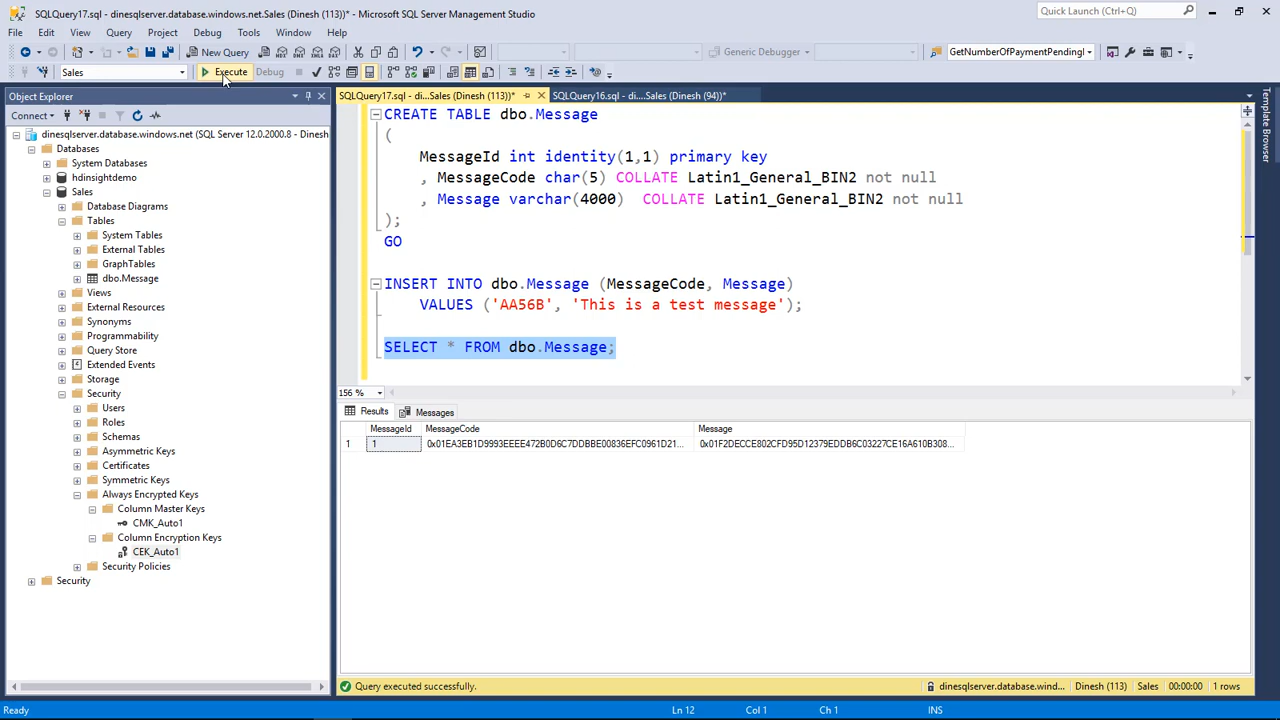 SQLQuery17.sql - dinesqlserver.database.windows.net.Sales (Dinesh (113))* - Microsoft SQL Server Management Studio
Quick Launch (Ctrl+Q)
File Edit View Query Project Debug Tools Window Help
New Query
Generic Debugger
GetNumberOfPaymentPendingI
Sales
Execute
Debug
Object Explorer
SQLQuery17.sql - di...Sales (Dinesh (113))*
SQLQuery16.sql - di....Sales (Dinesh (94))*
Template Browser
Connect
dinesqlserver.database.windows.net (SQL Server 12.0.2000.8 - Dinesh
Databases
System Databases
hdinsightdemo
Sales
Database Diagrams
Tables
System Tables
External Tables
GraphTables
dbo.Message
Views
External Resources
Synonyms
Programmability
Query Store
Extended Events
Storage
Security
Users
Roles
Schemas
Asymmetric Keys
Certificates
Symmetric Keys
Always Encrypted Keys
Column Master Keys
CMK_Auto1
Column Encryption Keys
CEK_Auto1
Security Policies
Security
CREATE TABLE dbo.Message
(
MessageId int identity(1,1) primary key
, MessageCode char(5) COLLATE Latin1_General_BIN2 not null
, Message varchar(4000) COLLATE Latin1_General_BIN2 not null
);
GO
INSERT INTO dbo.Message (MessageCode, Message)
VALUES ('AA56B', 'This is a test message');
SELECT * FROM dbo.Message;
156 %
Results Messages
MessageId MessageCode Message
1 1 0x01EA3EB1D9993EEEE472B0D6C7DDBBE00836EFC0961D21... 0x01F2DECCE802CFD95D12379EDDB6C03227CE16A610B308...
Query executed successfully.
dinesqlserver.database.wind... Dinesh (113) Sales 00:00:00 1 rows
Ready Ln 12 Col 1 Ch 1 INS